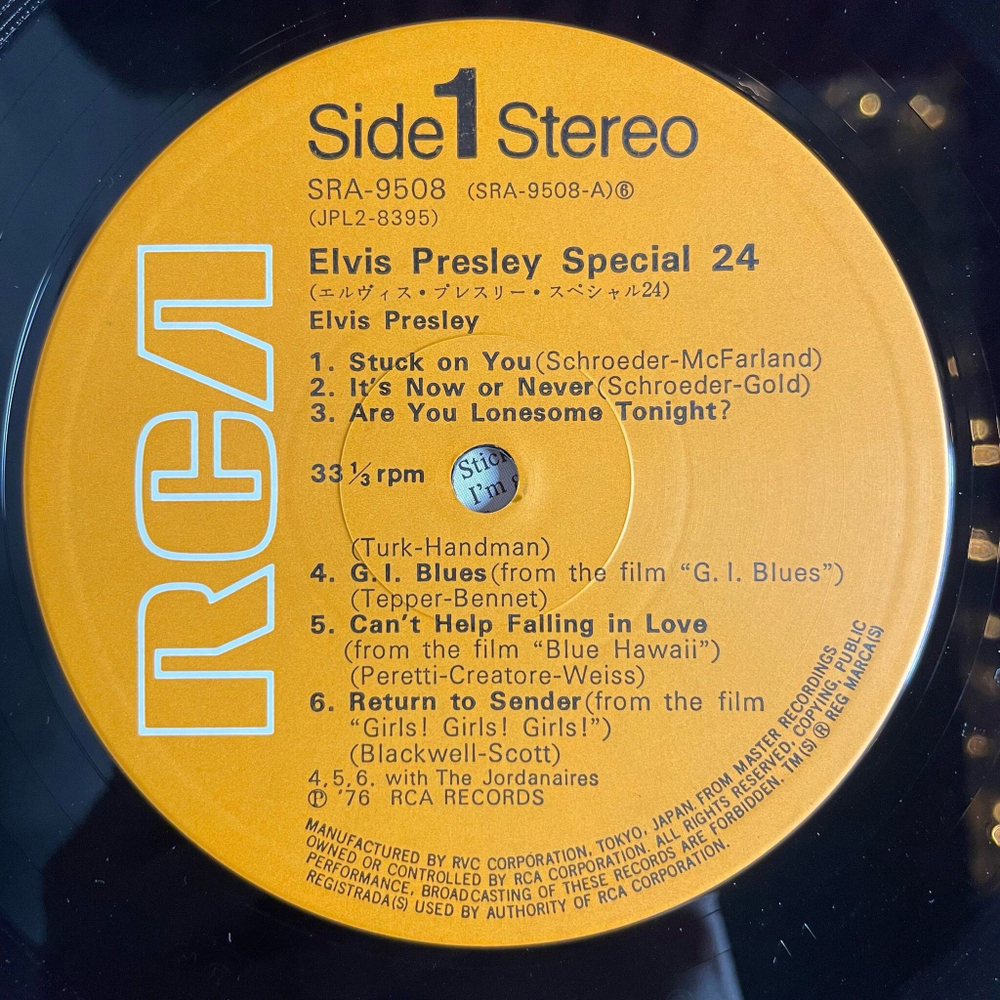 Side 1 Stereo
SRA-9508 (SRA-9508-A)⑥
(JPL2-8395)
Elvis Presley Special 24
(エルヴィス・プレスリー・スペシャル24)
Elvis Presley
1. Stuck on You(Schroeder-McFarland)
2. It's Now or Never(Schroeder-Gold)
3. Are You Lonesome Tonight?
33 1/3 rpm
Stick
I'm
(Turk-Handman)
4. G.I. Blues(from the film “G.I. Blues”)
(Tepper-Bennet)
5. Can't Help Falling in Love
(from the film “Blue Hawaii”)
(Peretti-Creatore-Weiss)
6. Return to Sender(from the film
“Girls! Girls! Girls!”)
(Blackwell-Scott)
4,5,6. with The Jordanaires
℗ '76 RCA RECORDS
RCA
MANUFACTURED BY RVC CORPORATION, TOKYO, JAPAN. FROM MASTER RECORDINGS
OWNED OR CONTROLLED BY RCA CORPORATION. ALL RIGHTS RESERVED. COPYING, PUBLIC
PERFORMANCE, BROADCASTING OF THESE RECORDS ARE FORBIDDEN. TM(S) ® REG MARCA(S)
REGISTRADA(S) USED BY AUTHORITY OF RCA CORPORATION.